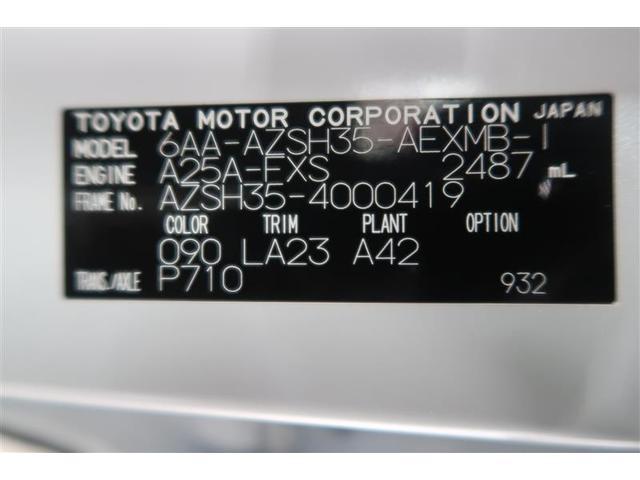 TOYOTA MOTOR CORPORATION JAPAN
MODEL 6AA-AZSH35-AEXMB-I
ENGINE A25A-FXS 2487 mL
FRAME No. AZSH35-4000419
COLOR TRIM PLANT OPTION
090 LA23 A42
TRANS./AXLE P710 932